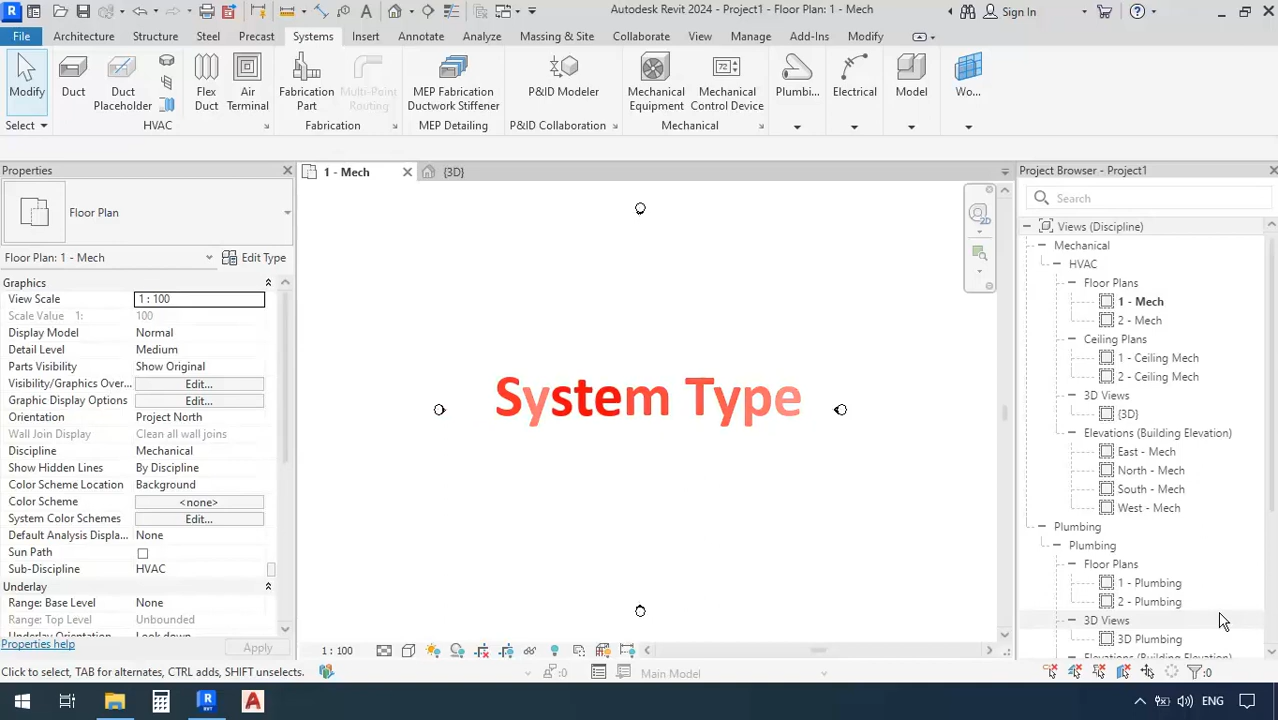 Autodesk Revit 2024 - Project1 - Floor Plan: 1 - Mech
Sign In
File Architecture Structure Steel Precast Systems Insert Annotate Analyze Massing & Site Collaborate View Manage Add-Ins Modify
Modify
Duct
Duct Placeholder
Flex Duct
Air Terminal
Fabrication Part
Multi-Point Routing
MEP Fabrication Ductwork Stiffener
P&ID Modeler
Mechanical Equipment
Mechanical Control Device
Plumbi...
Electrical
Model
Wo...
Select
HVAC
Fabrication
MEP Detailing
P&ID Collaboration
Mechanical
Properties
1 - Mech
{3D}
Project Browser - Project1
Floor Plan
Floor Plan: 1 - Mech
Edit Type
Graphics
View Scale 1 : 100
Scale Value 1: 100
Display Model Normal
Detail Level Medium
Parts Visibility Show Original
Visibility/Graphics Over... Edit...
Graphic Display Options Edit...
Orientation Project North
Wall Join Display Clean all wall joins
Discipline Mechanical
Show Hidden Lines By Discipline
Color Scheme Location Background
Color Scheme <none>
System Color Schemes Edit...
Default Analysis Displa... None
Sun Path
Sub-Discipline HVAC
Underlay
Range: Base Level None
Range: Top Level Unbounded
Underlay Orientation Look down
Properties help
Apply
System Type
2D
Search
Views (Discipline)
Mechanical
HVAC
Floor Plans
1 - Mech
2 - Mech
Ceiling Plans
1 - Ceiling Mech
2 - Ceiling Mech
3D Views
{3D}
Elevations (Building Elevation)
East - Mech
North - Mech
South - Mech
West - Mech
Plumbing
Plumbing
Floor Plans
1 - Plumbing
2 - Plumbing
3D Views
3D Plumbing
Elevations (Building Elevation)
1 : 100
Click to select, TAB for alternates, CTRL adds, SHIFT unselects.
:0
Main Model
:0
ENG